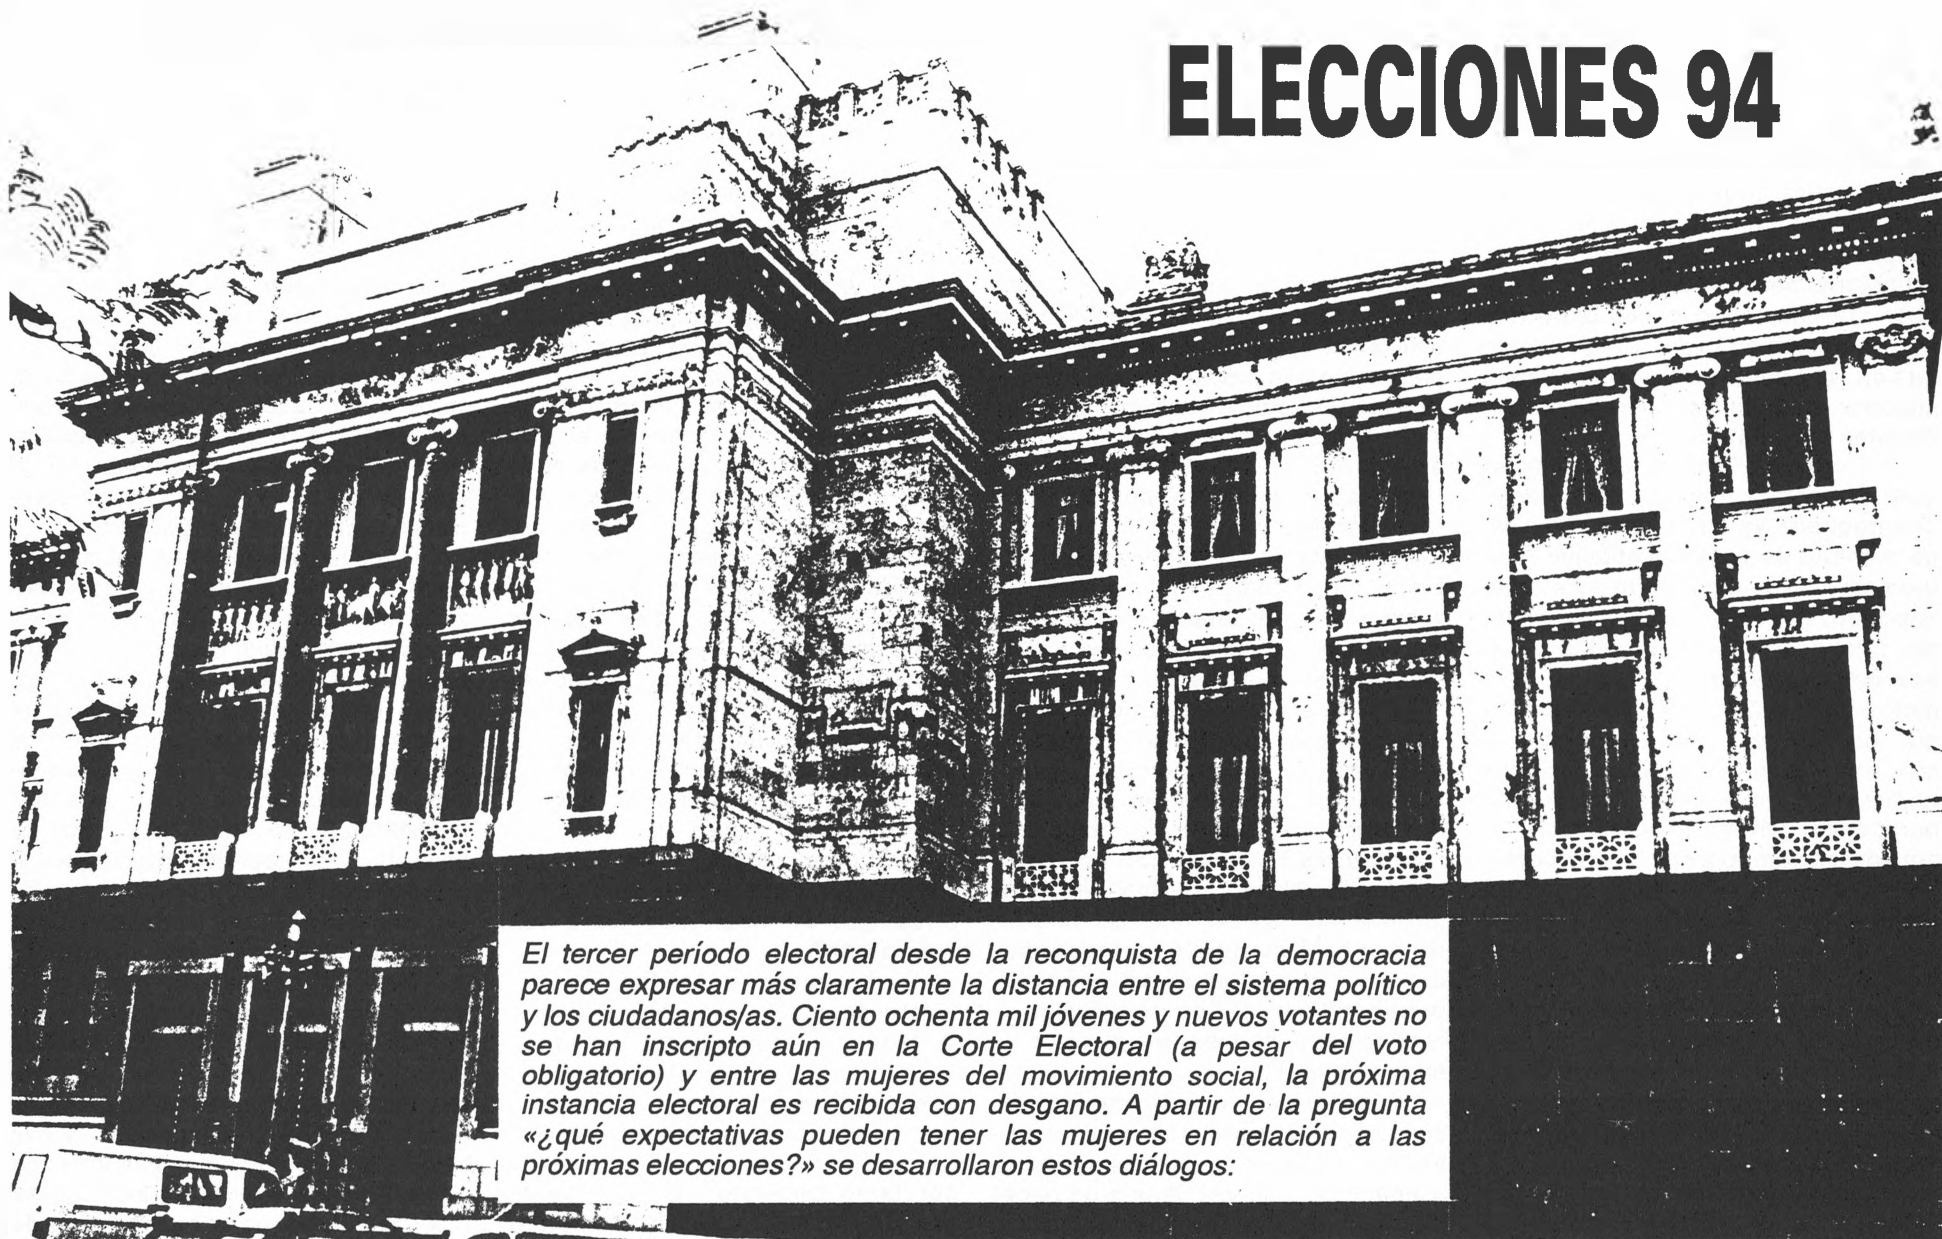 ELECCIONES 94
El tercer período electoral desde la reconquista de la democracia
parece expresar más claramente la distancia entre el sistema político
y los ciudadanos/as. Ciento ochenta mil jóvenes y nuevos votantes no
se han inscripto aún en la Corte Electoral (a pesar del voto
obligatorio) y entre las mujeres del movimiento social, la próxima
instancia electoral es recibida con desgano. A partir de la pregunta
«¿qué expectativas pueden tener las mujeres en relación a las
próximas elecciones?» se desarrollaron estos diálogos: